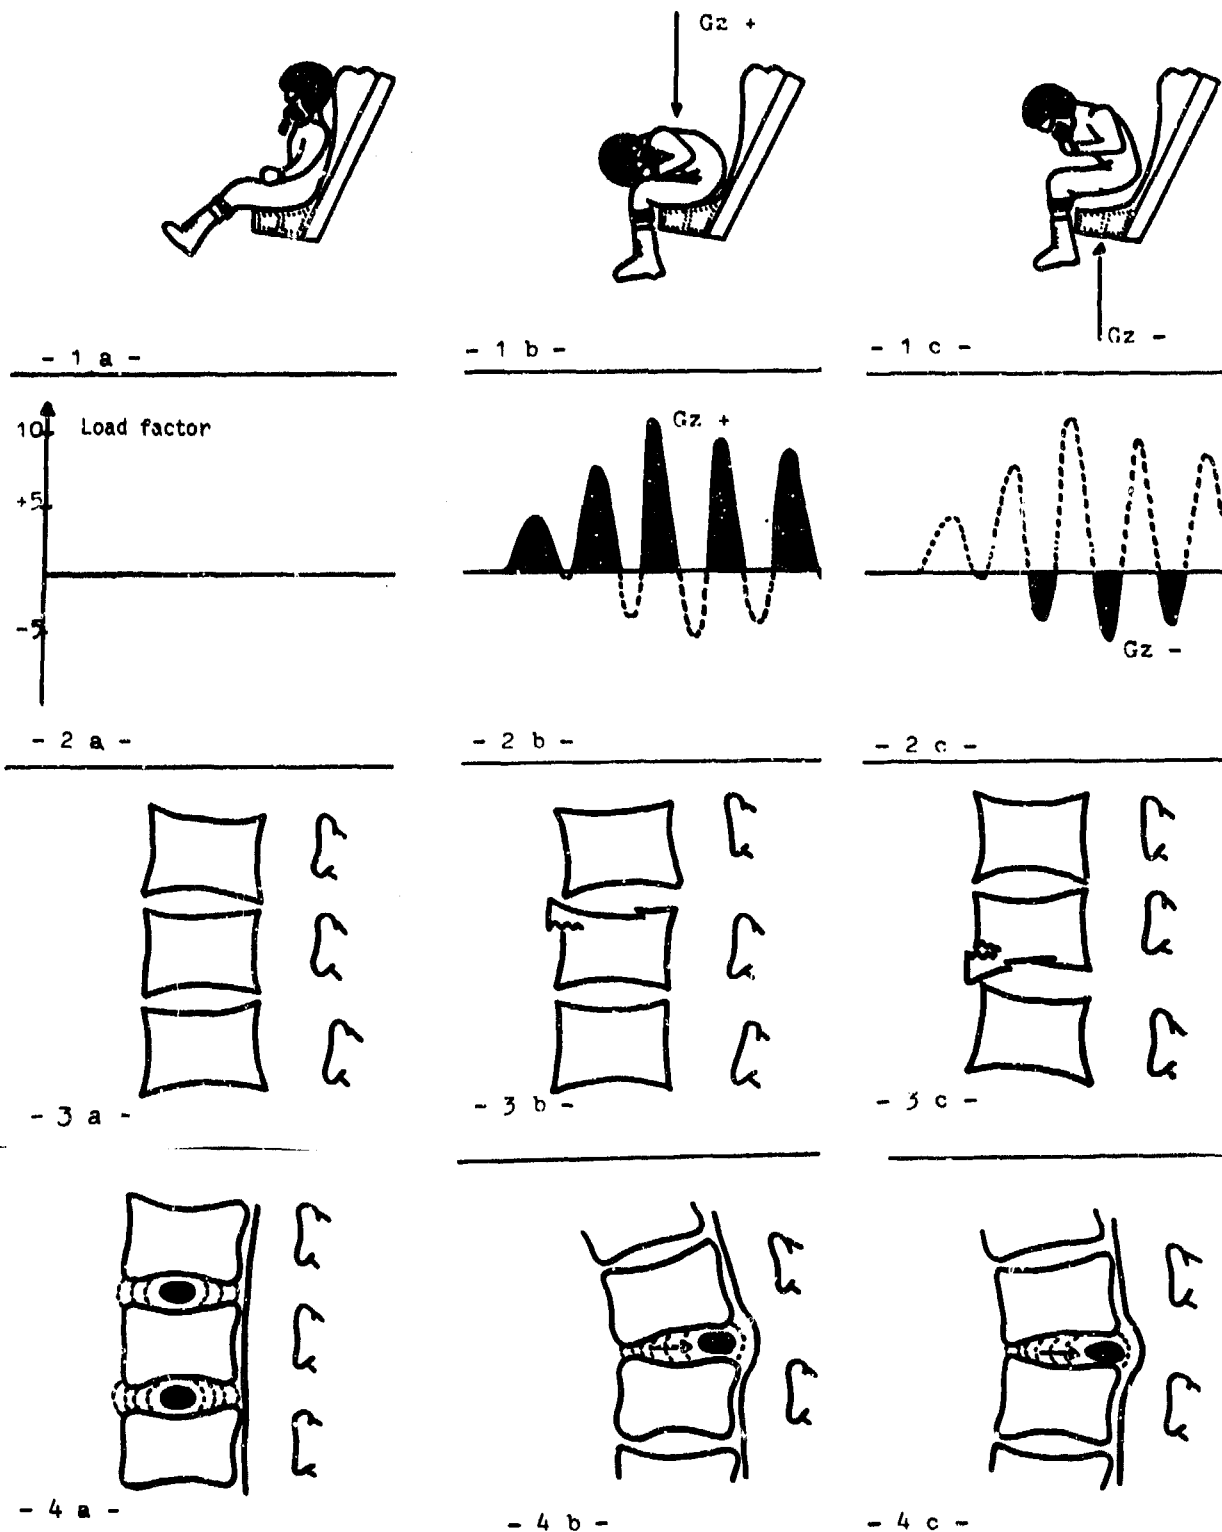 Gz +
Gz -
- 1 a -
- 1 b -
- 1 c -
10
Load factor
+5
-5
Gz +
Gz -
- 2 a -
- 2 b -
- 2 c -
- 3 a -
- 3 b -
- 3 c -
- 4 a -
- 4 b -
- 4 c -